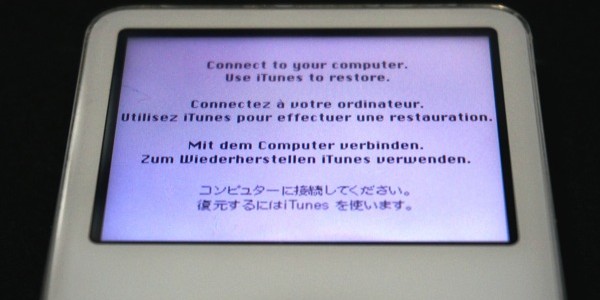 Connect to your computer.
Use iTunes to restore.
Connectez à votre ordinateur.
Utilisez iTunes pour effectuer une restauration.
Mit dem Computer verbinden.
Zum Wiederherstellen iTunes verwenden.
コンピュターに接続してください。
復元するにはiTunes を使います。